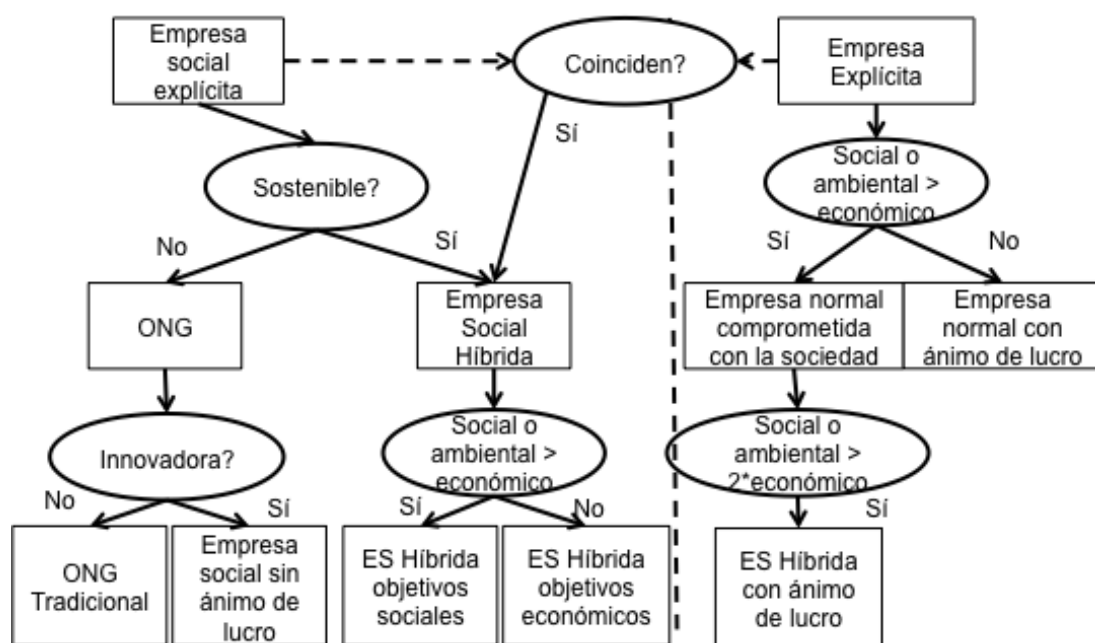 Empresa
social
explícita
Coinciden?
Empresa
Explícita
Sí
Sostenible?
Social o
ambiental >
económico
No
Sí
Sí
No
ONG
Empresa
Social
Híbrida
Empresa normal
comprometida
con la sociedad
Empresa
normal con
ánimo de lucro
Innovadora?
Social o
ambiental >
económico
Social o
ambiental >
2*económico
No
Sí
Sí
No
Sí
ONG
Tradicional
Empresa
social sin
ánimo de
lucro
ES Híbrida
objetivos
sociales
ES Híbrida
objetivos
económicos
ES Híbrida
con ánimo
de lucro